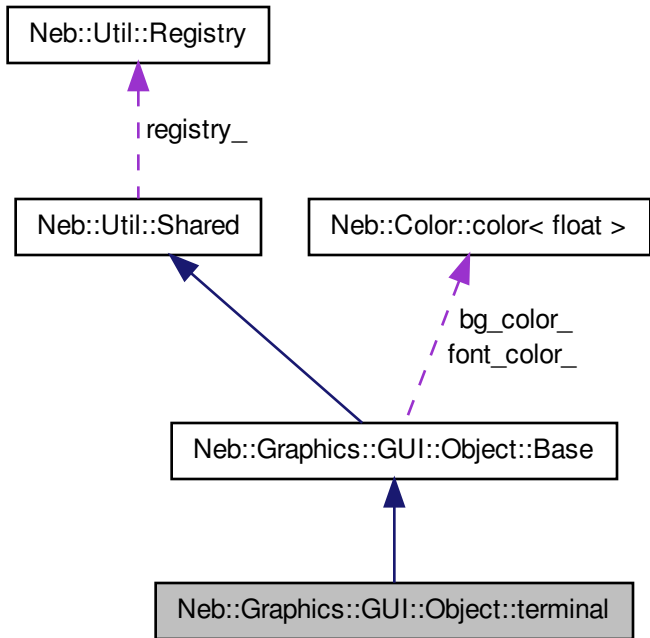 Neb::Util::Registry
registry_
Neb::Util::Shared
Neb::Color::color< float >
bg_color_
font_color_
Neb::Graphics::GUI::Object::Base
Neb::Graphics::GUI::Object::terminal